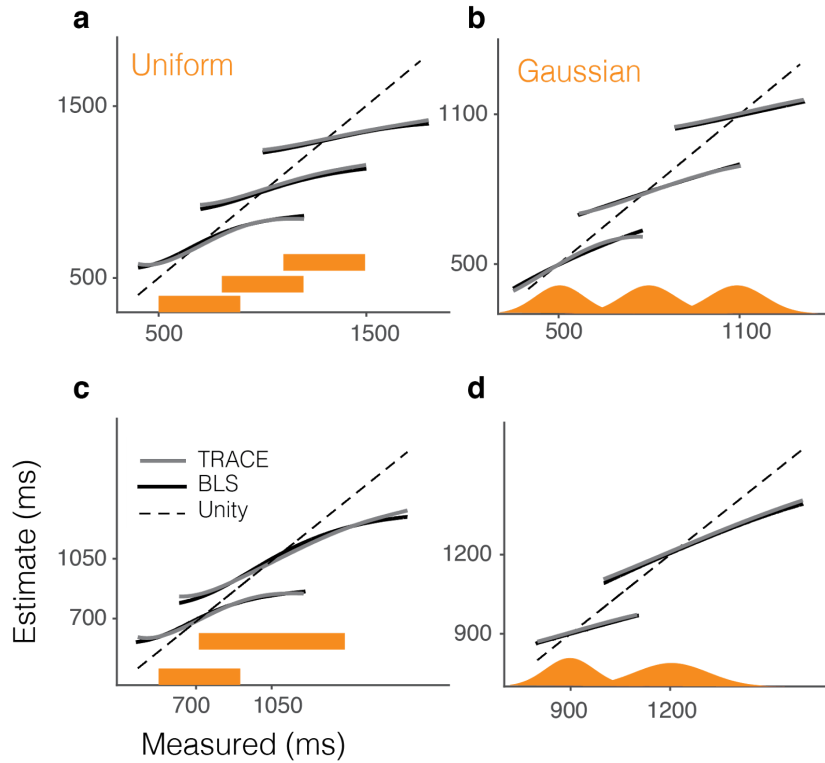 a
Uniform
1500
500
500
1500
b
Gaussian
1100
500
500
1100
c
TRACE
BLS
Unity
1050
700
700
1050
Estimate (ms)
Measured (ms)
d
1200
900
900
1200